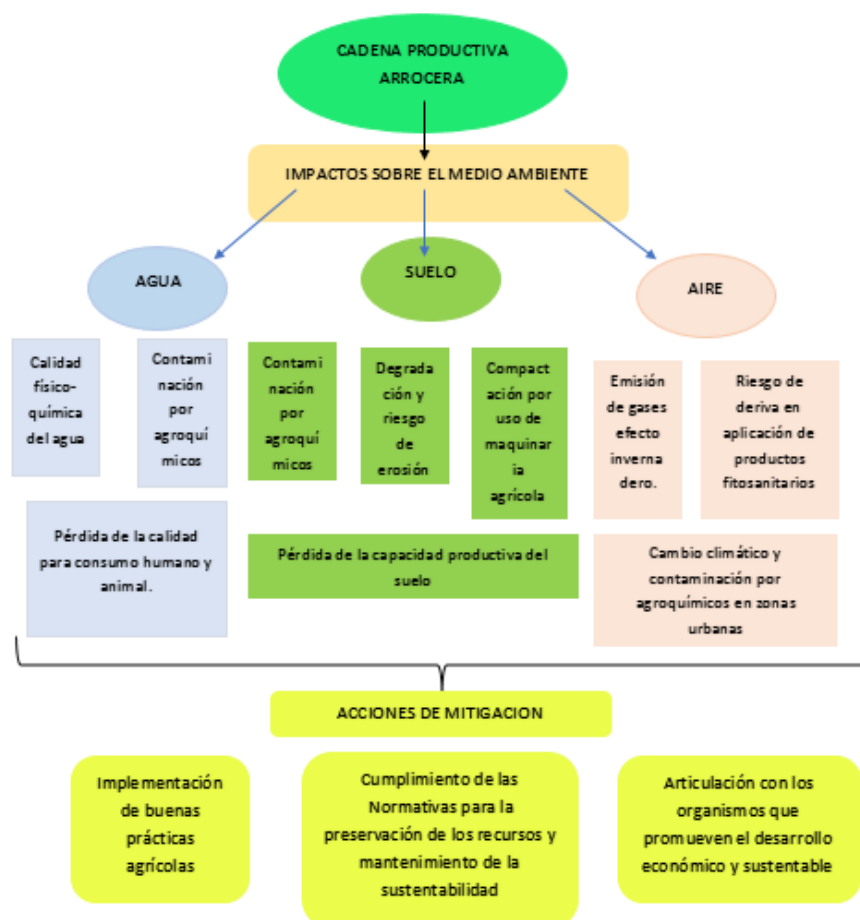 CADENA PRODUCTIVA
ARROCERA
IMPACTOS SOBRE EL MEDIO AMBIENTE
AGUA
SUELO
AIRE
Calidad
físico-
química
del agua
Contami
nación
por
agroquí
micos
Contami
nación
por
agroquí
micos
Degrada
ción y
riesgo
de
erosión
Compact
ación por
uso de
maquinar
ia
agrícola
Emisión
de gases
efecto
inverna
dero.
Riesgo de
deriva en
aplicación de
productos
fitosanitarios
Pérdida de la calidad
para consumo humano y
animal.
Pérdida de la capacidad productiva del
suelo
Cambio climático y
contaminación por
agroquímicos en zonas
urbanas
ACCIONES DE MITIGACION
Implementación
de buenas
prácticas
agrícolas
Cumplimiento de las
Normativas para la
preservación de los recursos y
mantenimiento de la
sustentabilidad
Articulación con los
organismos que
promueven el desarrollo
económico y sustentable